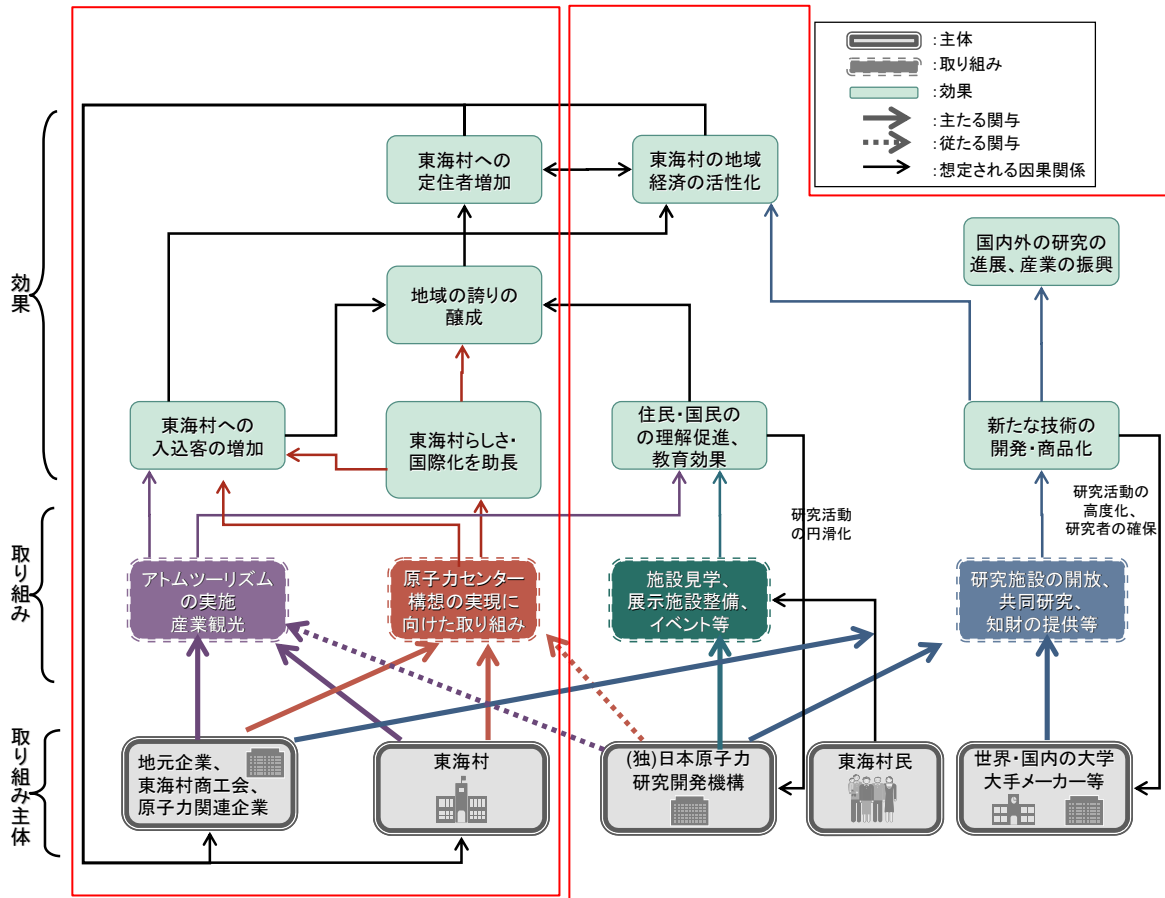 :主体
:取り組み
:効果
:主たる関与
:従たる関与
:想定される因果関係
効果
取り組み
取り組み主体
東海村への
定住者増加
東海村の地域
経済の活性化
国内外の研究の
進展、産業の振興
地域の誇りの
醸成
東海村への
入込客の増加
東海村らしさ・
国際化を助長
住民・国民の
の理解促進、
教育効果
新たな技術の
開発・商品化
研究活動
の円滑化
研究活動の
高度化、
研究者の確保
アトムツーリズム
の実施
産業観光
原子力センター
構想の実現に
向けた取り組み
施設見学、
展示施設整備、
イベント等
研究施設の開放、
共同研究、
知財の提供等
地元企業、
東海村商工会、
原子力関連企業
東海村
(独)日本原子力
研究開発機構
東海村民
世界・国内の大学
大手メーカー等